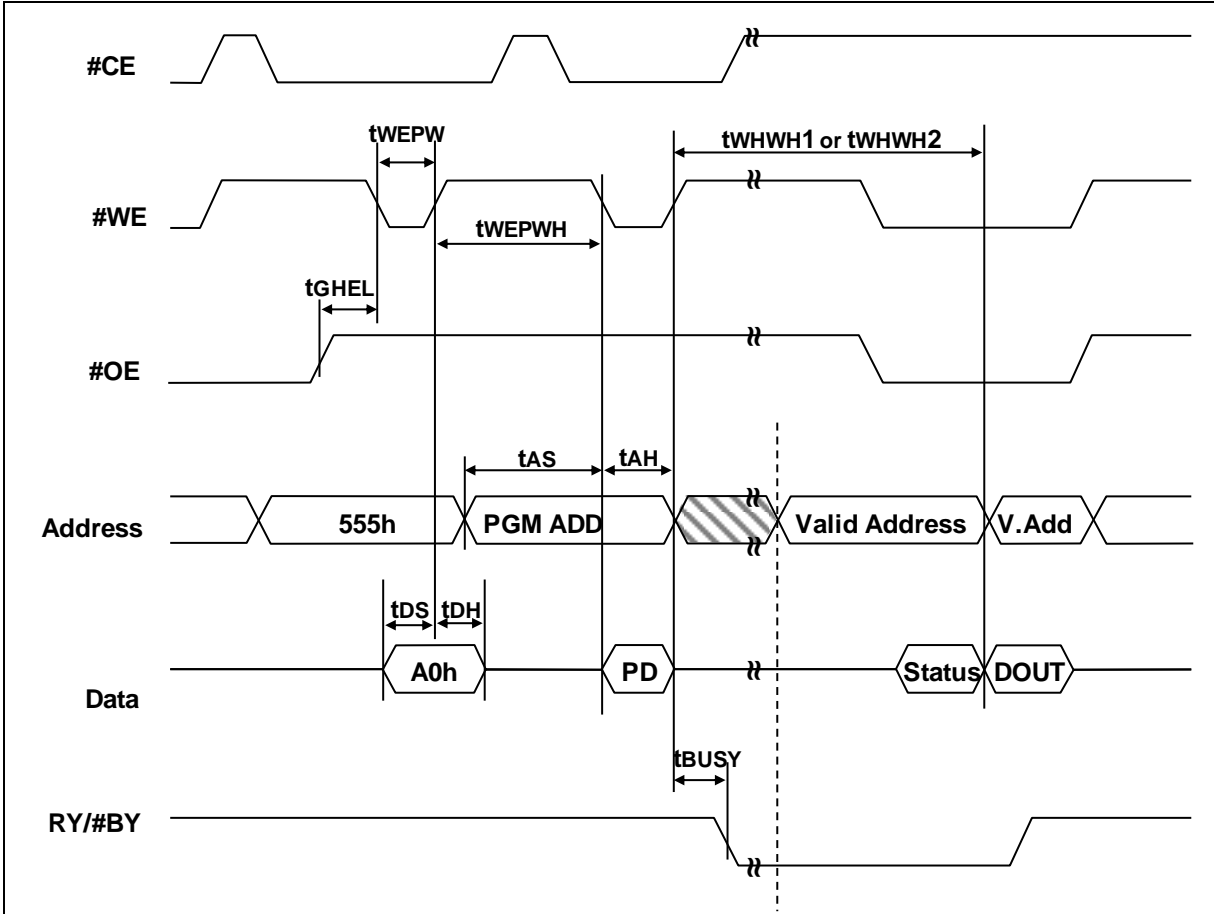 #CE
tWEPW
tWHWH1 or tWHWH2
#WE
tWEPWH
tGHEL
#OE
tAS
tAH
Address
555h
PGM ADD
Valid Address
V.Add
tDS
tDH
A0h
PD
Status
DOUT
Data
tBUSY
RY/#BY